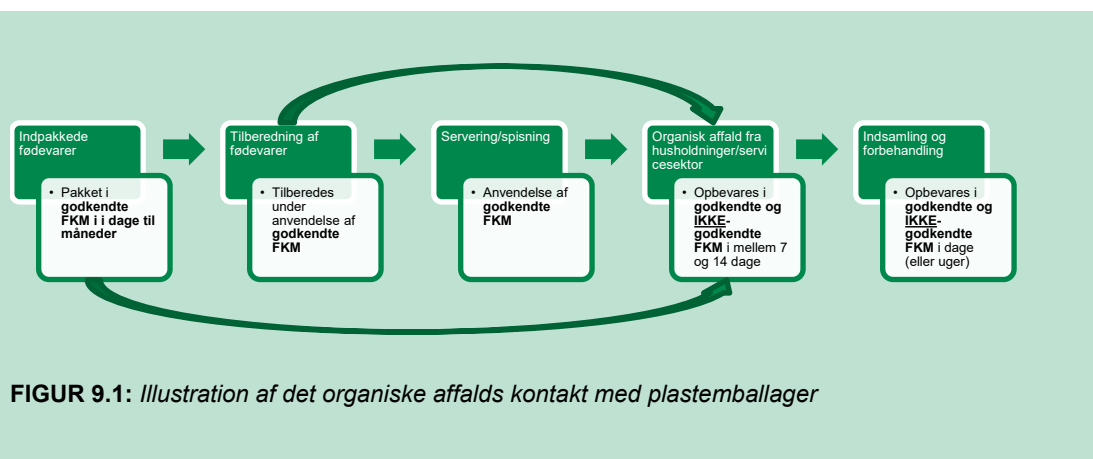 Indpakkede
fødevarer
• Pakket i
godkendte
FKM i i dage til
måneder
Tilberedning af
fødevarer
• Tilberedes
under
anvendelse af
godkendte
FKM
Servering/spisning
• Anvendelse af
godkendte
FKM
Organisk affald fra
husholdninger/servi
cesektor
• Opbevares i
godkendte og
IKKE-
godkendte
FKM i mellem 7
og 14 dage
Indsamling og
forbehandling
• Opbevares i
godkendte og
IKKE-
godkendte
FKM i dage
(eller uger)
FIGUR 9.1: Illustration af det organiske affalds kontakt med plastemballager